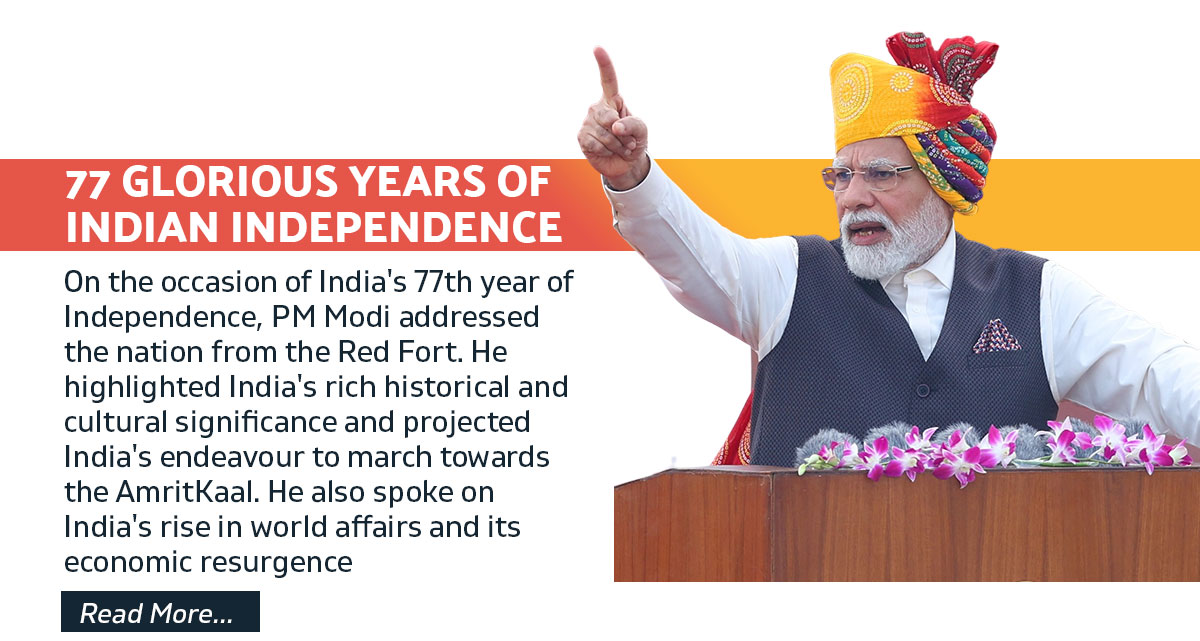 77 GLORIOUS YEARS OF
INDIAN INDEPENDENCE
On the occasion of India's 77th year of
Independence, PM Modi addressed
the nation from the Red Fort. He
highlighted India's rich historical and
cultural significance and projected
India's endeavour to march towards
the AmritKaal. He also spoke on
India's rise in world affairs and its
economic resurgence
Read More...